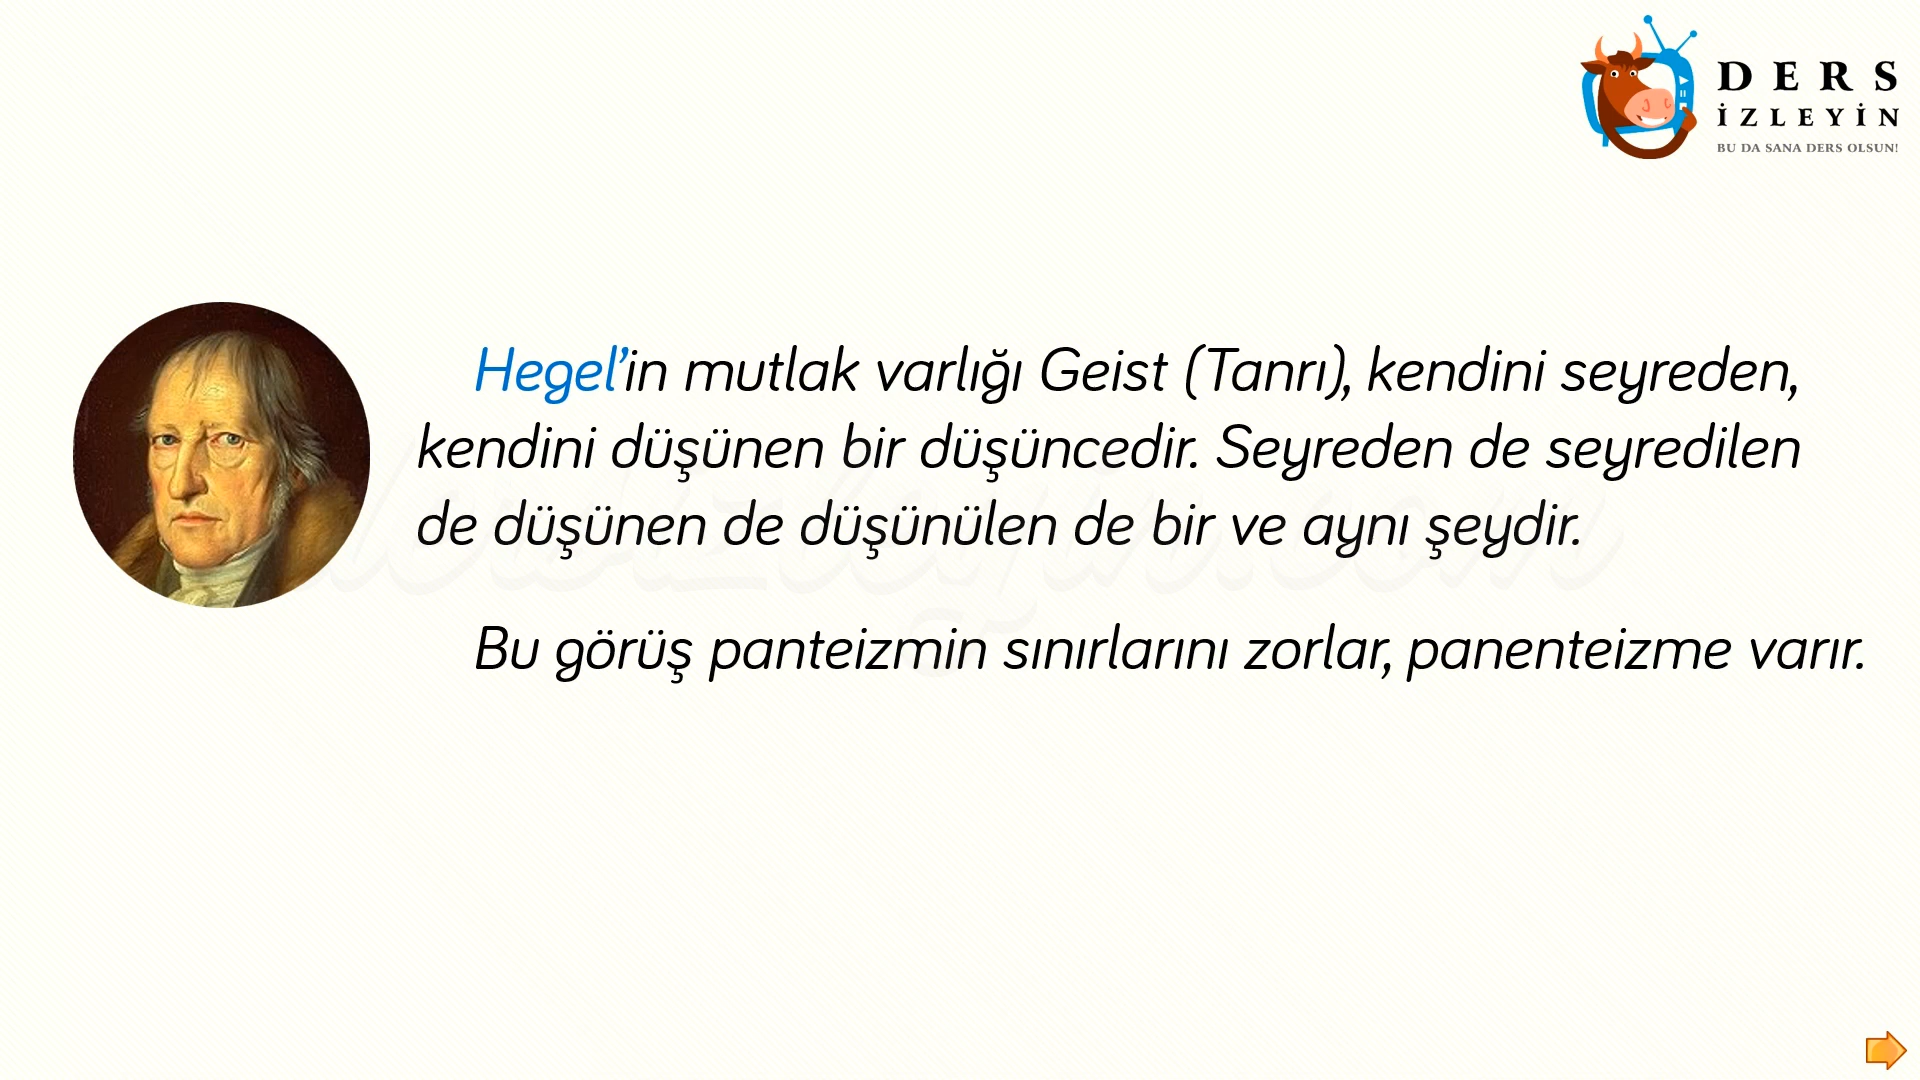 DERS
İZLEYİN
BU DA SANA DERS OLSUN!
Hegel'in mutlak varlığı Geist (Tanrı), kendini seyreden,
kendini düşünen bir düşüncedir. Seyreden de seyredilen
de düşünen de düşünülen de bir ve aynı şeydir.
Bu görüş panteizmin sınırlarını zorlar, panenteizme varır.